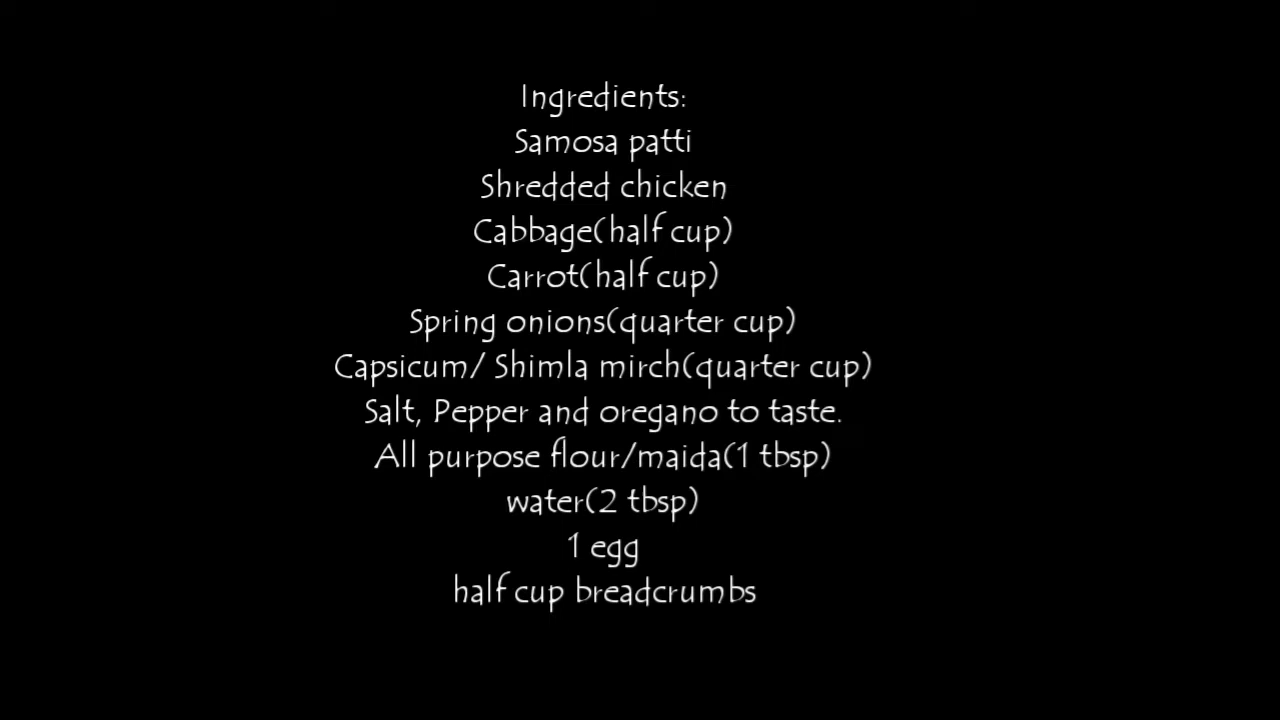 Ingredients:
Samosa patti
Shredded chicken
Cabbage(half cup)
Carrot(half cup)
Spring onions(quarter cup)
Capsicum/ Shimla mirch(quarter cup)
Salt, Pepper and oregano to taste.
All purpose flour/maida(1 tbsp)
water(2 tbsp)
1 egg
half cup breadcrumbs